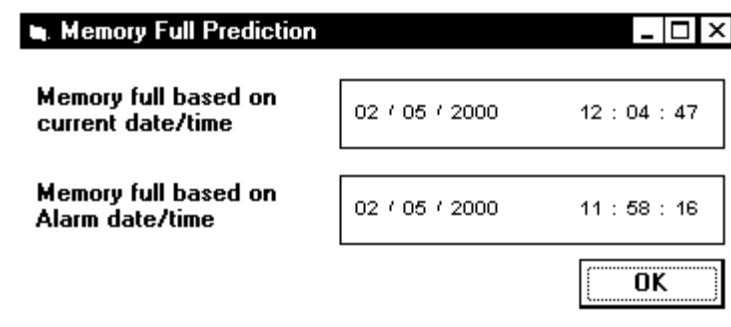 Memory Full Prediction
Memory full based on
current date/time
02 / 05 / 2000 12 : 04 : 47
Memory full based on
Alarm date/time
02 / 05 / 2000 11 : 58 : 16
OK